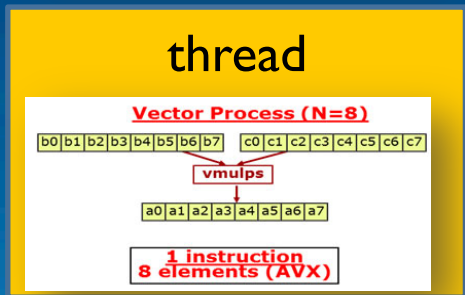 thread
Vector Process (N=8)
b0 b1 b2 b3 b4 b5 b6 b7 c0 c1 c2 c3 c4 c5 c6 c7
vmulps
a0 a1 a2 a3 a4 a5 a6 a7
1 instruction
8 elements (AVX)